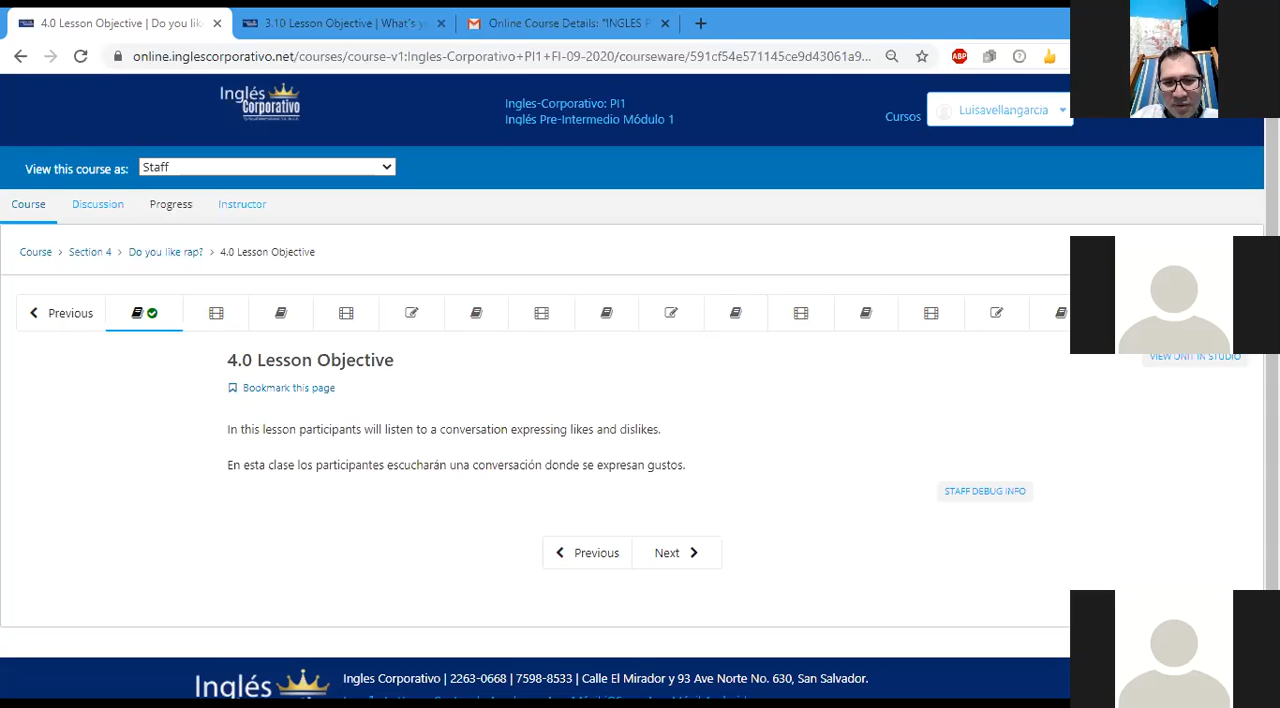 4.0 Lesson Objective | Do you lik
3.10 Lesson Objective | What's y
Online Course Details: "INGLES P
online.inglescorporativo.net/courses/course-v1:Ingles-Corporativo+PI1+FI-09-2020/courseware/591cf54e571145ce9d43061a9...
ABP
Inglés
Corporativo
Ingles-Corporativo: PI1
Inglés Pre-Intermedio Módulo 1
Cursos
Luisavellangarcia
View this course as:
Staff
Course
Discussion
Progress
Instructor
Course > Section 4 > Do you like rap? > 4.0 Lesson Objective
Previous
4.0 Lesson Objective
VIEW UNIT IN STUDIO
Bookmark this page
In this lesson participants will listen to a conversation expressing likes and dislikes.
En esta clase los participantes escucharán una conversación donde se expresan gustos.
STAFF DEBUG INFO
Previous
Next
Inglés
Ingles Corporativo | 2263-0668 | 7598-8533 | Calle El Mirador y 93 Ave Norte No. 630, San Salvador.